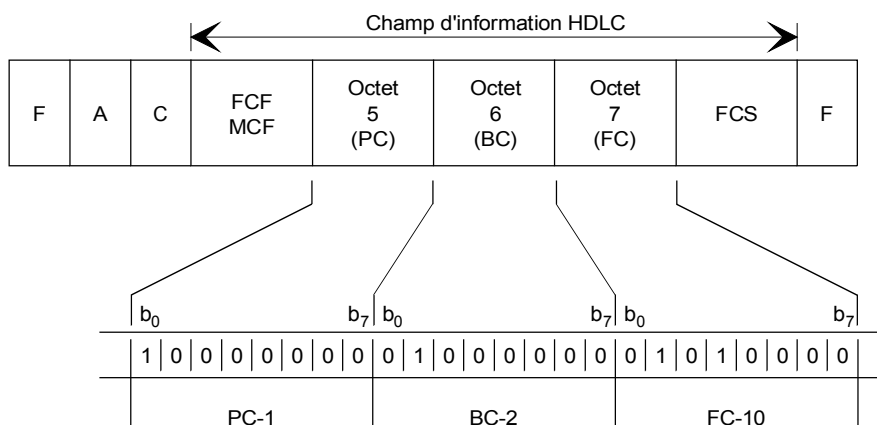 Champ d'information HDLC
F A C FCF MCF Octet 5 (PC) Octet 6 (BC) Octet 7 (FC) FCS F
b0 b7 b0 b7 b0 b7
1 0 0 0 0 0 0 0 0 1 0 0 0 0 0 0 0 1 0 1 0 0 0 0
PC-1 BC-2 FC-10